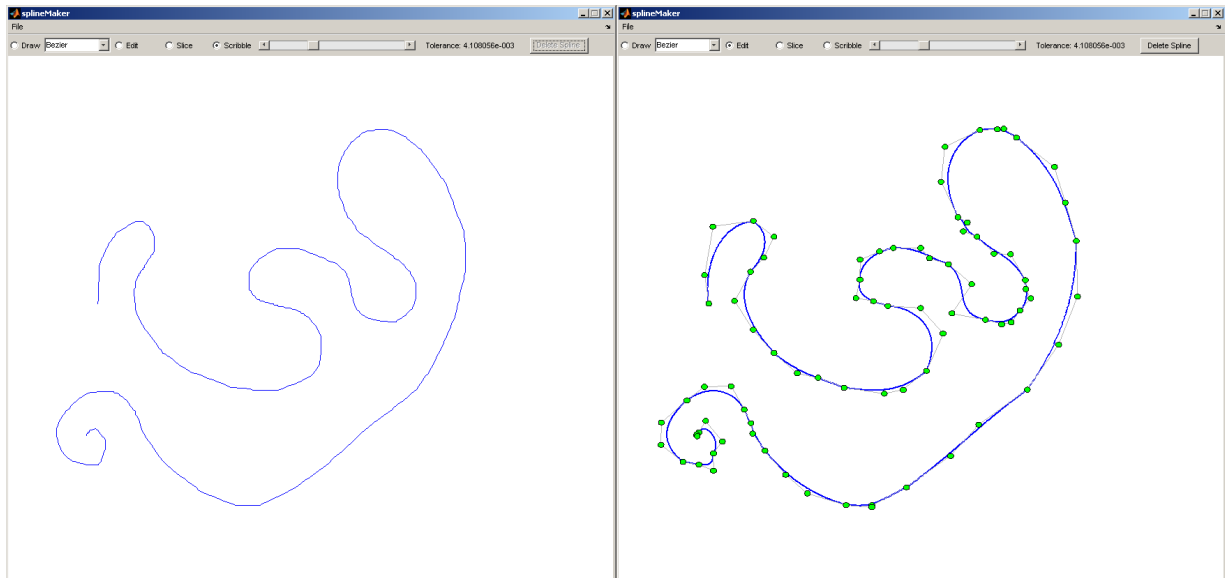 splineMaker
File
Draw Bezier Edit Slice Scribble Tolerance: 4.108056e-003 Delete Spline
splineMaker
File
Draw Bezier Edit Slice Scribble Tolerance: 4.108056e-003 Delete Spline